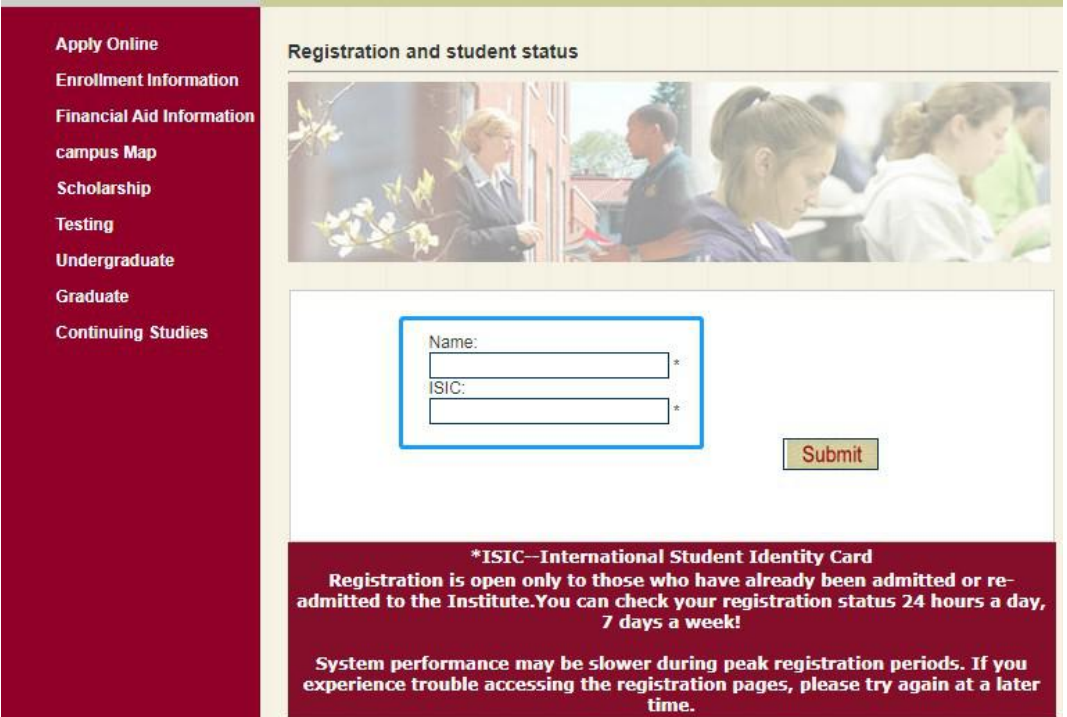 Apply Online
Enrollment Information
Financial Aid Information
campus Map
Scholarship
Testing
Undergraduate
Graduate
Continuing Studies
Registration and student status
Name:
*
ISIC:
*
Submit
*ISIC--International Student Identity Card
Registration is open only to those who have already been admitted or re-
admitted to the Institute.You can check your registration status 24 hours a day,
7 days a week!
System performance may be slower during peak registration periods. If you
experience trouble accessing the registration pages, please try again at a later
time.